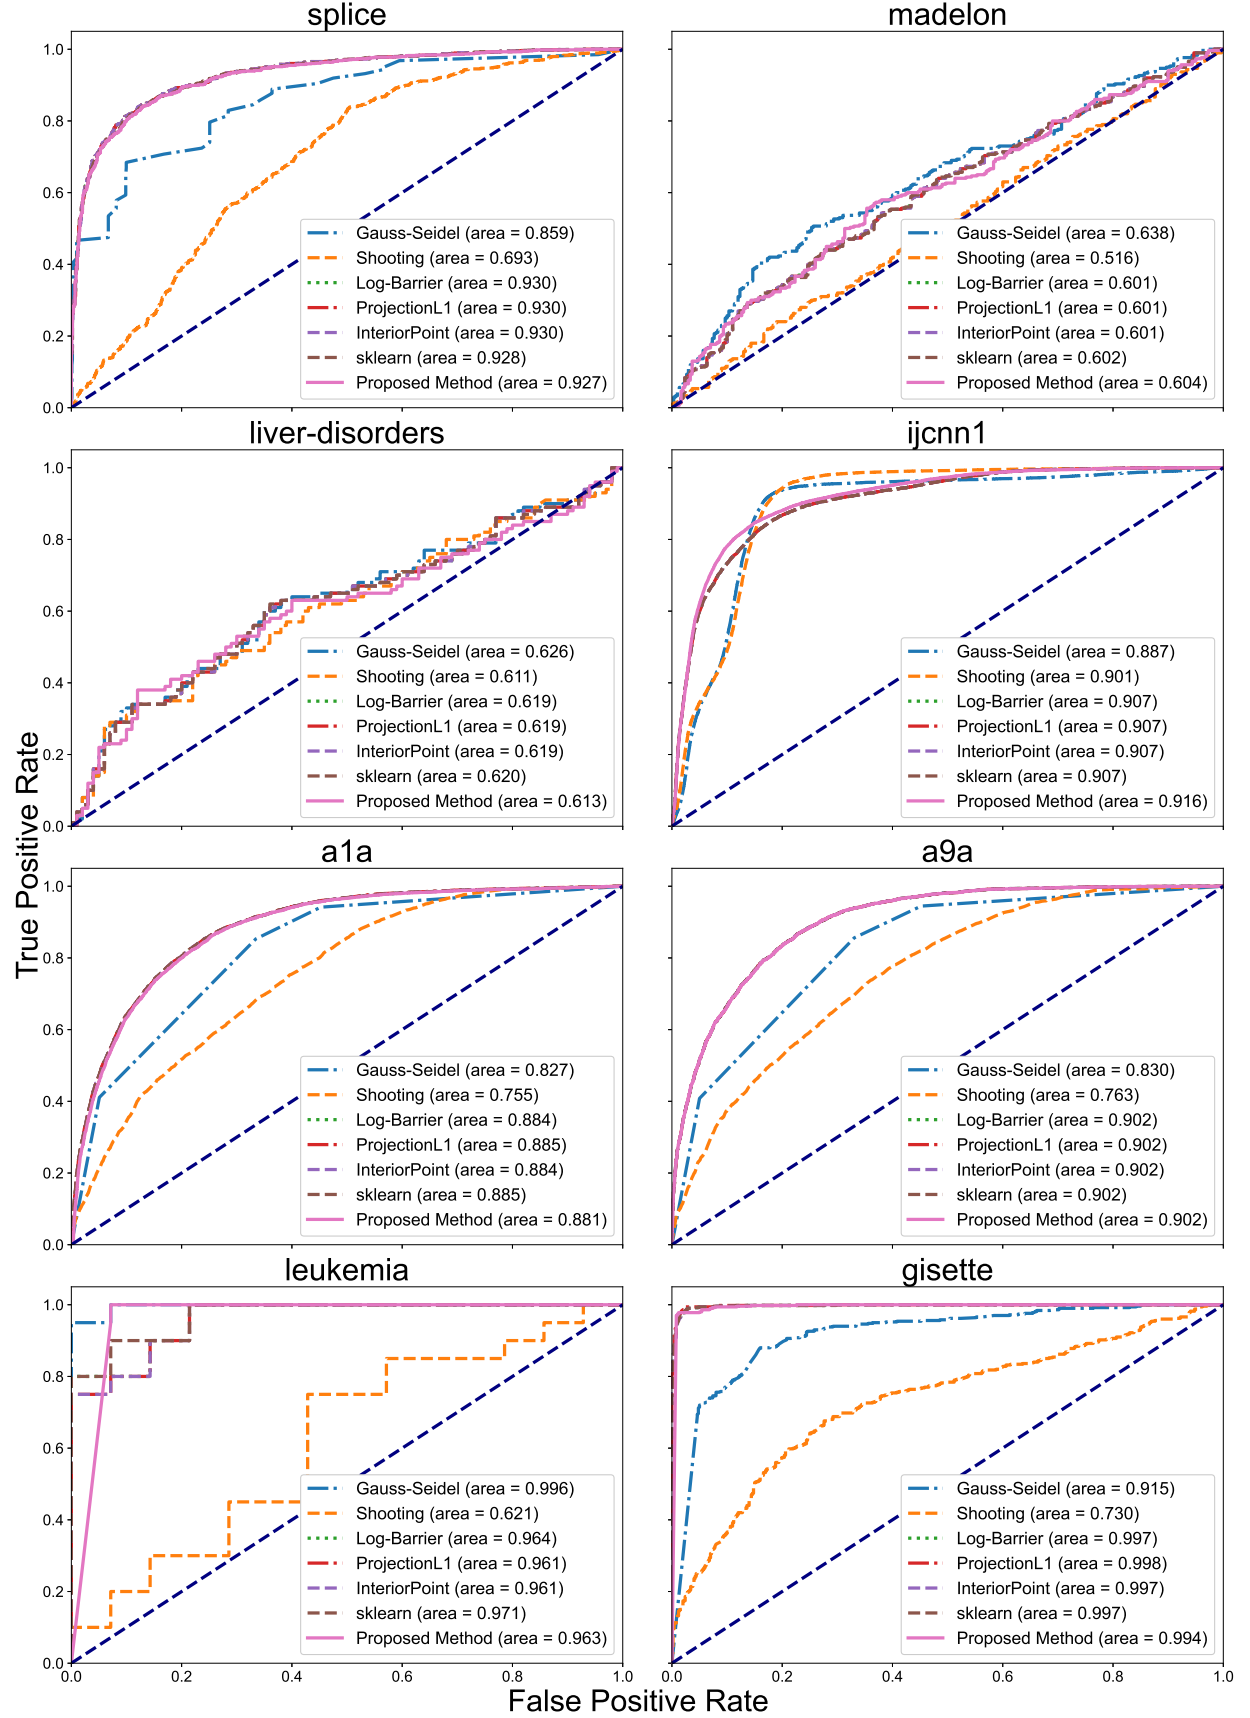 splice
1.0
0.8
0.6
0.4
0.2
0.0
Gauss-Seidel (area = 0.859)
Shooting (area = 0.693)
Log-Barrier (area = 0.930)
ProjectionL1 (area = 0.930)
InteriorPoint (area = 0.930)
sklearn (area = 0.928)
Proposed Method (area = 0.927)
madelon
Gauss-Seidel (area = 0.638)
Shooting (area = 0.516)
Log-Barrier (area = 0.601)
ProjectionL1 (area = 0.601)
InteriorPoint (area = 0.601)
sklearn (area = 0.602)
Proposed Method (area = 0.604)
liver-disorders
1.0
0.8
0.6
0.4
0.2
0.0
Gauss-Seidel (area = 0.626)
Shooting (area = 0.611)
Log-Barrier (area = 0.619)
ProjectionL1 (area = 0.619)
InteriorPoint (area = 0.619)
sklearn (area = 0.620)
Proposed Method (area = 0.613)
ijcnn1
Gauss-Seidel (area = 0.887)
Shooting (area = 0.901)
Log-Barrier (area = 0.907)
ProjectionL1 (area = 0.907)
InteriorPoint (area = 0.907)
sklearn (area = 0.907)
Proposed Method (area = 0.916)
True Positive Rate
a1a
1.0
0.8
0.6
0.4
0.2
0.0
Gauss-Seidel (area = 0.827)
Shooting (area = 0.755)
Log-Barrier (area = 0.884)
ProjectionL1 (area = 0.885)
InteriorPoint (area = 0.884)
sklearn (area = 0.885)
Proposed Method (area = 0.881)
a9a
Gauss-Seidel (area = 0.830)
Shooting (area = 0.763)
Log-Barrier (area = 0.902)
ProjectionL1 (area = 0.902)
InteriorPoint (area = 0.902)
sklearn (area = 0.902)
Proposed Method (area = 0.902)
leukemia
1.0
0.8
0.6
0.4
0.2
0.0
Gauss-Seidel (area = 0.996)
Shooting (area = 0.621)
Log-Barrier (area = 0.964)
ProjectionL1 (area = 0.961)
InteriorPoint (area = 0.961)
sklearn (area = 0.971)
Proposed Method (area = 0.963)
0.0 0.2 0.4 0.6 0.8 1.0
gisette
Gauss-Seidel (area = 0.915)
Shooting (area = 0.730)
Log-Barrier (area = 0.997)
ProjectionL1 (area = 0.998)
InteriorPoint (area = 0.997)
sklearn (area = 0.997)
Proposed Method (area = 0.994)
0.0 0.2 0.4 0.6 0.8 1.0
False Positive Rate